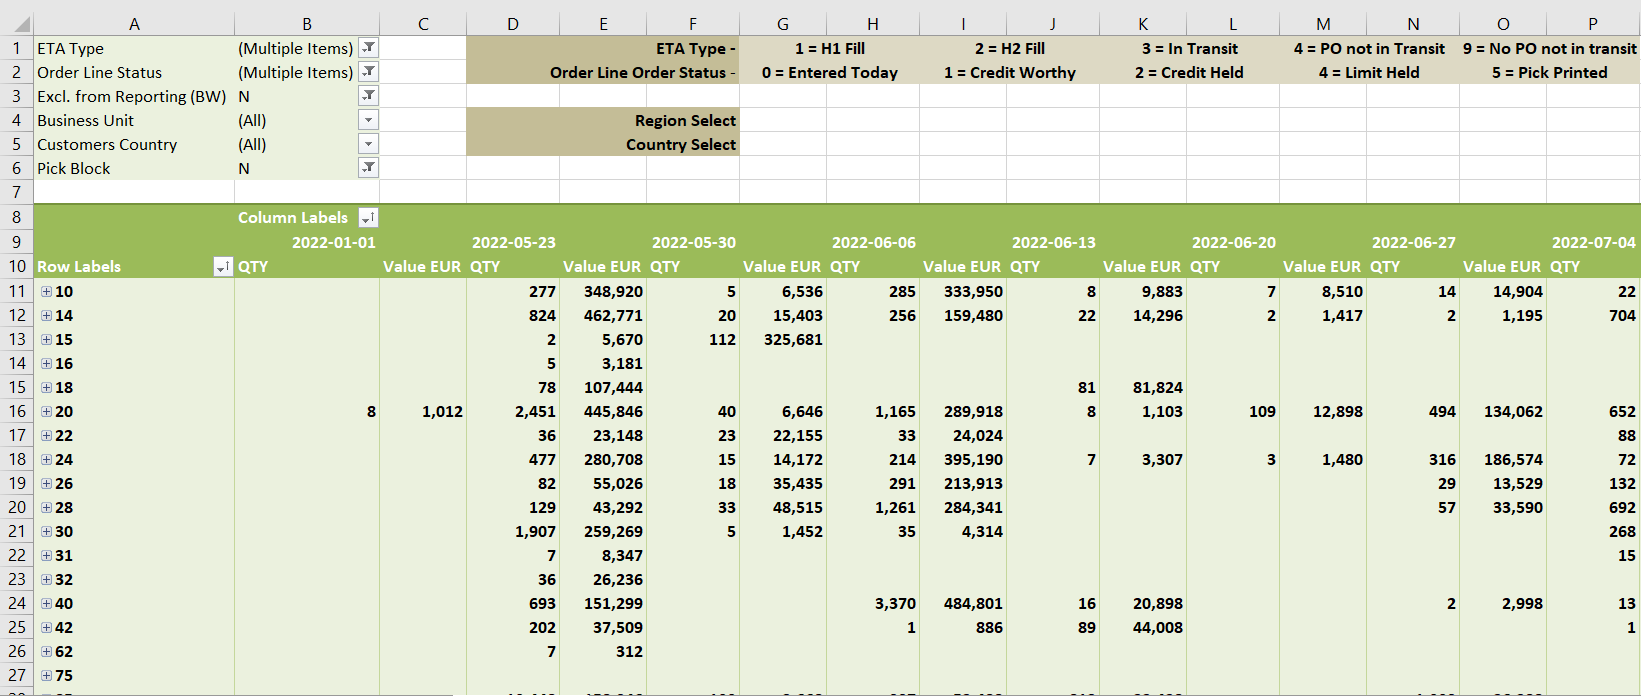 A B C D E F G H I J K L M N O P
1 ETA Type (Multiple Items) ETA Type - 1 = H1 Fill 2 = H2 Fill 3 = In Transit 4 = PO not in Transit 9 = No PO not in transit
2 Order Line Status (Multiple Items) Order Line Order Status - 0 = Entered Today 1 = Credit Worthy 2 = Credit Held 4 = Limit Held 5 = Pick Printed
3 Excl. from Reporting (BW) N
4 Business Unit (All) Region Select
5 Customers Country (All) Country Select
6 Pick Block N
7
8 Column Labels
9 2022-01-01 2022-05-23 2022-05-30 2022-06-06 2022-06-13 2022-06-20 2022-06-27 2022-07-04
10 Row Labels QTY Value EUR QTY Value EUR QTY Value EUR QTY Value EUR QTY Value EUR QTY Value EUR QTY Value EUR QTY
11 10 277 348,920 5 6,536 285 333,950 8 9,883 7 8,510 14 14,904 22
12 14 824 462,771 20 15,403 256 159,480 22 14,296 2 1,417 2 1,195 704
13 15 2 5,670 112 325,681
14 16 5 3,181
15 18 78 107,444 81 81,824
16 20 8 1,012 2,451 445,846 40 6,646 1,165 289,918 8 1,103 109 12,898 494 134,062 652
17 22 36 23,148 23 22,155 33 24,024 88
18 24 477 280,708 15 14,172 214 395,190 7 3,307 3 1,480 316 186,574 72
19 26 82 55,026 18 35,435 291 213,913 29 13,529 132
20 28 129 43,292 33 48,515 1,261 284,341 57 33,590 692
21 30 1,907 259,269 5 1,452 35 4,314 268
22 31 7 8,347 15
23 32 36 26,236
24 40 693 151,299 3,370 484,801 16 20,898 2 2,998 13
25 42 202 37,509 1 886 89 44,008 1
26 62 7 312
27 75